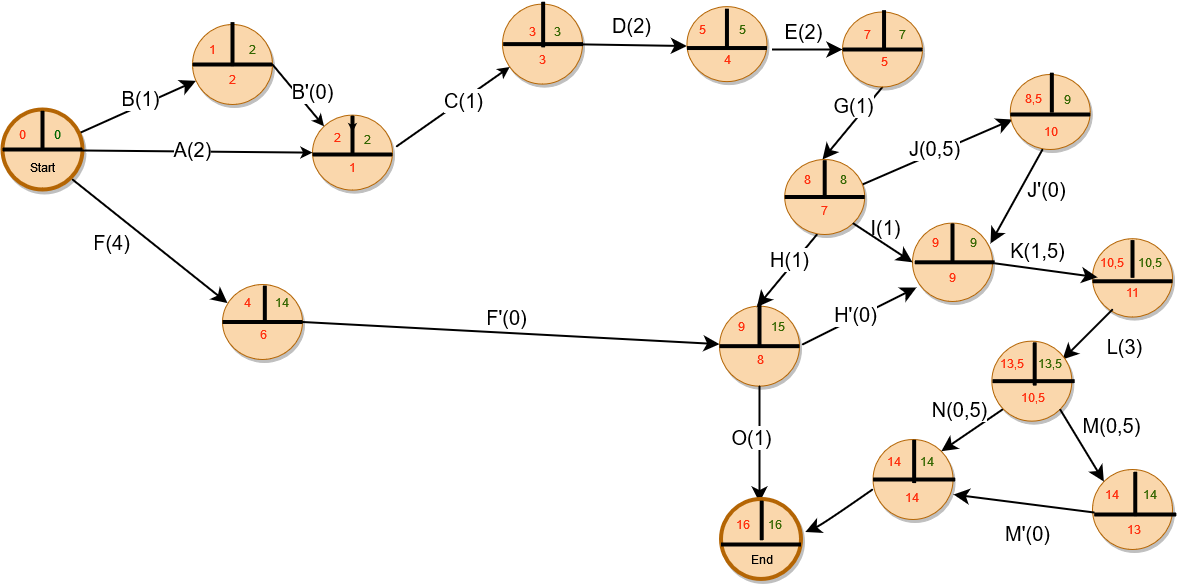 0 0
Start
B(1)
1 2
2
B'(0)
A(2)
2 2
1
C(1)
3 3
3
D(2)
5 5
4
E(2)
7 7
5
G(1)
8 8
7
J(0,5)
8,5 9
10
J'(0)
I(1)
9 9
9
K(1,5)
10,5 10,5
11
H(1)
H'(0)
F(4)
4 14
6
F'(0)
9 15
8
L(3)
13,5 13,5
10,5
N(0,5)
M(0,5)
O(1)
14 14
14
14 14
13
M'(0)
16 16
End